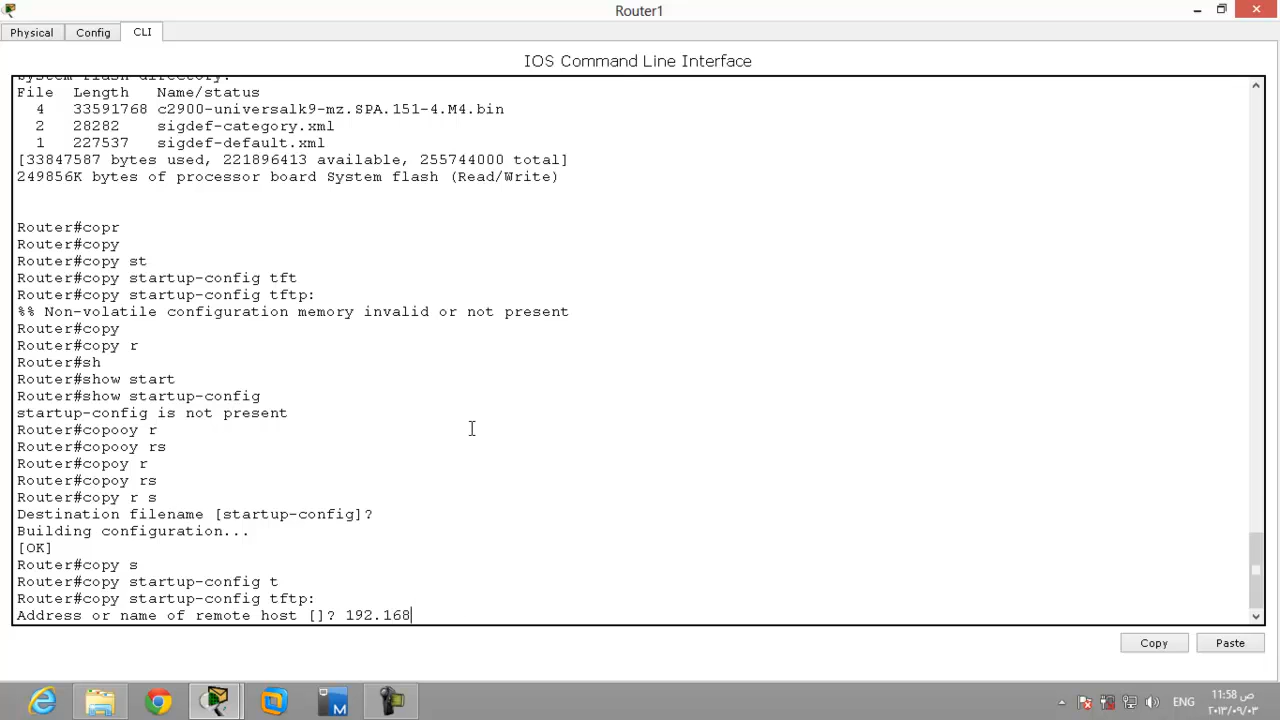 Router1
Physical
Config
CLI
IOS Command Line Interface
System flash directory:
File  Length   Name/status
  4   33591768 c2900-universalk9-mz.SPA.151-4.M4.bin
  2   28282    sigdef-category.xml
  1   227537   sigdef-default.xml
[33847587 bytes used, 221896413 available, 255744000 total]
249856K bytes of processor board System flash (Read/Write)
Router#copr
Router#copy
Router#copy st
Router#copy startup-config tft
Router#copy startup-config tftp:
%% Non-volatile configuration memory invalid or not present
Router#copy
Router#copy r
Router#sh
Router#show start
Router#show startup-config
startup-config is not present
Router#copooy r
Router#copooy rs
Router#copoy r
Router#copoy rs
Router#copy r s
Destination filename [startup-config]?
Building configuration...
[OK]
Router#copy s
Router#copy startup-config t
Router#copy startup-config tftp:
Address or name of remote host []? 192.168
Copy
Paste
ENG
11:58 ص
٢٠١٣/٠٩/٠٣